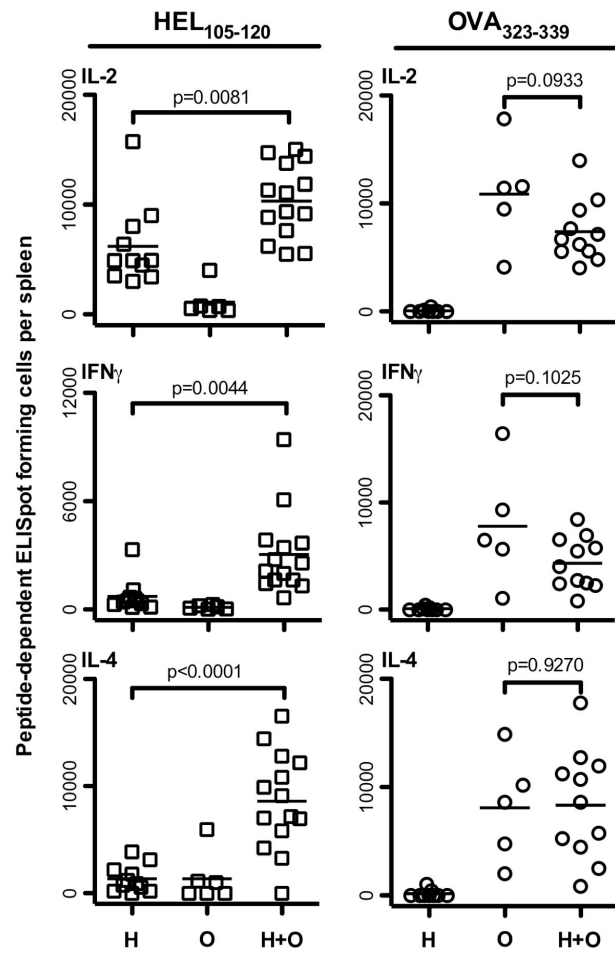 HEL105-120
OVA323-339
Peptide-dependent ELISpot forming cells per spleen
IL-2
20000
10000
0
p=0.0081
IL-2
20000
10000
0
p=0.0933
IFNγ
12000
6000
0
p=0.0044
IFNγ
20000
10000
0
p=0.1025
IL-4
20000
10000
0
p<0.0001
H O H+O
IL-4
20000
10000
0
p=0.9270
H O H+O